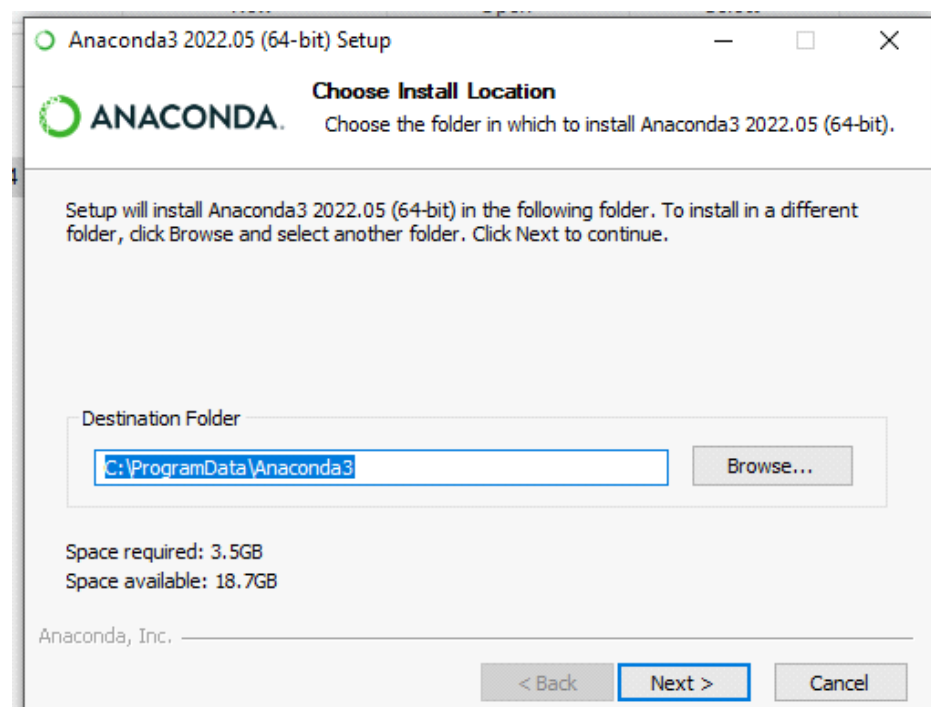 Anaconda3 2022.05 (64-bit) Setup
ANACONDA.
Choose Install Location
Choose the folder in which to install Anaconda3 2022.05 (64-bit).
Setup will install Anaconda3 2022.05 (64-bit) in the following folder. To install in a different
folder, click Browse and select another folder. Click Next to continue.
Destination Folder
C:\ProgramData\Anaconda3
Browse...
Space required: 3.5GB
Space available: 18.7GB
Anaconda, Inc.
< Back
Next >
Cancel